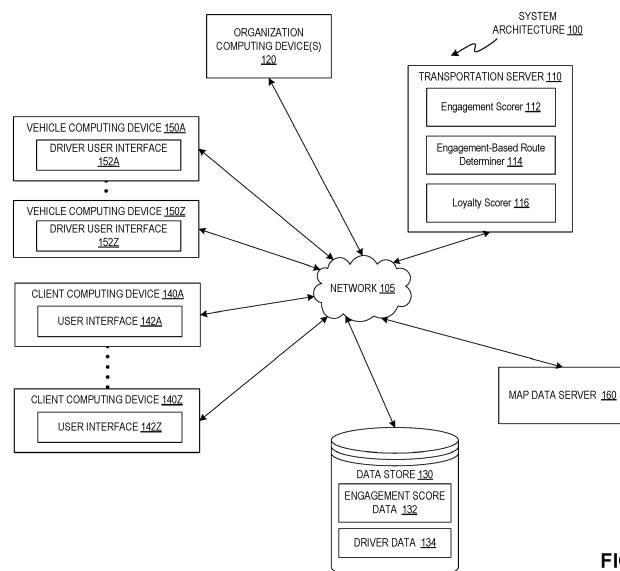 SYSTEM
ARCHITECTURE 100
ORGANIZATION
COMPUTING DEVICE(S)
120
TRANSPORTATION SERVER 110
Engagement Scorer 112
Engagement-Based Route
Determiner 114
Loyalty Scorer 116
VEHICLE COMPUTING DEVICE 150A
DRIVER USER INTERFACE
152A
VEHICLE COMPUTING DEVICE 150Z
DRIVER USER INTERFACE
152Z
NETWORK 105
CLIENT COMPUTING DEVICE 140A
USER INTERFACE 142A
CLIENT COMPUTING DEVICE 140Z
USER INTERFACE 142Z
MAP DATA SERVER 160
DATA STORE 130
ENGAGEMENT SCORE
DATA 132
DRIVER DATA 134